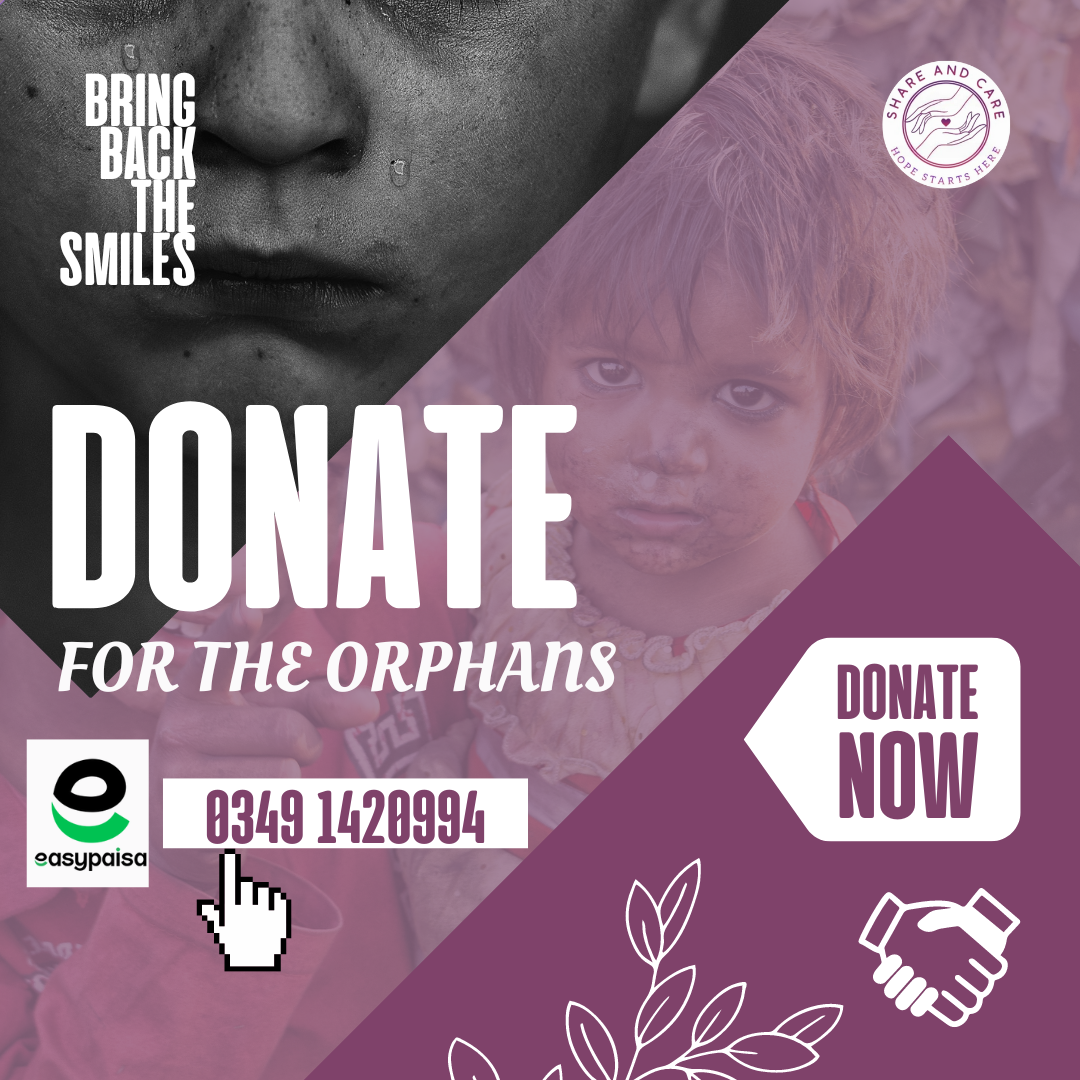 BRING
BACK
THE
SMILES
SHARE AND CARE
HOPE STARTS HERE
DONATE
FOR THE ORPHANS
DONATE
NOW
easypaisa
0349 1420994